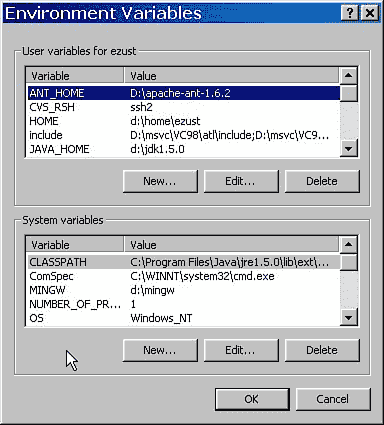 Environment Variables
User variables for ezust
Variable Value
ANT_HOME D:\apache-ant-1.6.2
CVS_RSH ssh2
HOME d:\home\ezust
include D:\msvc\VC98\atl\include;D:\msvc\VC9...
JAVA_HOME d:\jdk1.5.0
New... Edit... Delete
System variables
Variable Value
CLASSPATH C:\Program Files\Java\jre1.5.0\lib\ext\...
ComSpec C:\WINNT\system32\cmd.exe
MINGW d:\mingw
NUMBER_OF_PR... 1
OS Windows_NT
New... Edit... Delete
OK Cancel